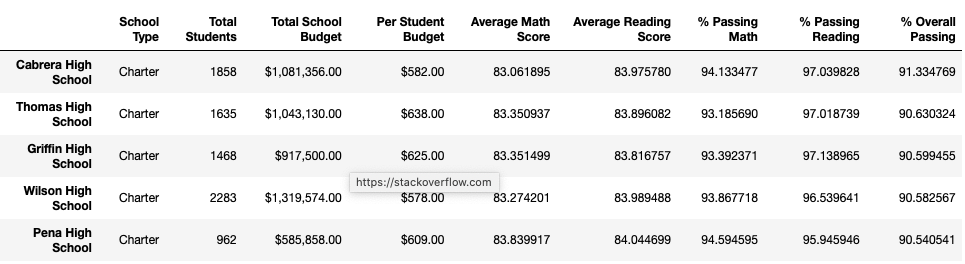 School Type Total Students Total School Budget Per Student Budget Average Math Score Average Reading Score % Passing Math % Passing Reading % Overall Passing
Cabrera High School Charter 1858 $1,081,356.00 $582.00 83.061895 83.975780 94.133477 97.039828 91.334769
Thomas High School Charter 1635 $1,043,130.00 $638.00 83.350937 83.896082 93.185690 97.018739 90.630324
Griffin High School Charter 1468 $917,500.00 $625.00 83.351499 83.816757 93.392371 97.138965 90.599455
https://stackoverflow.com
Wilson High School Charter 2283 $1,319,574.00 $578.00 83.274201 83.989488 93.867718 96.539641 90.582567
Pena High School Charter 962 $585,858.00 $609.00 83.839917 84.044699 94.594595 95.945946 90.540541